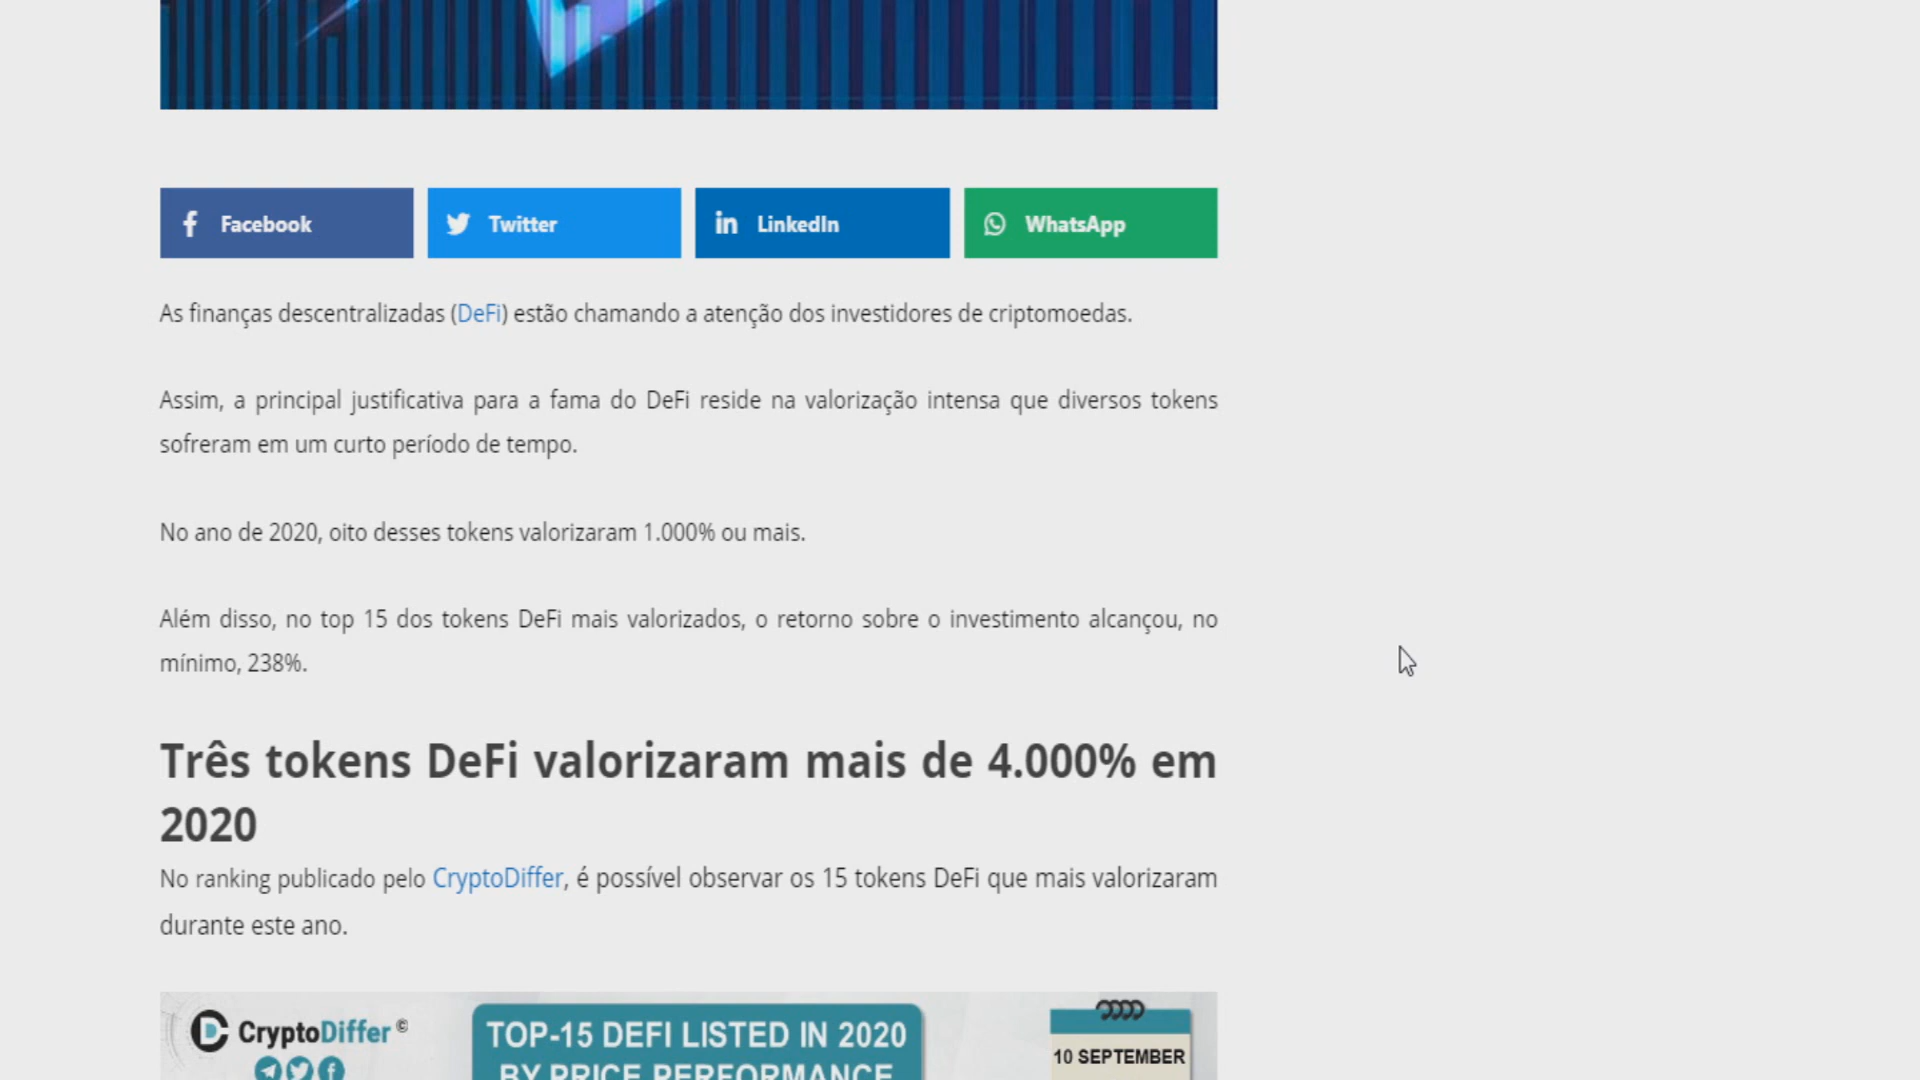 Facebook
Twitter
LinkedIn
WhatsApp
As finanças descentralizadas (DeFi) estão chamando a atenção dos investidores de criptomoedas.
Assim, a principal justificativa para a fama do DeFi reside na valorização intensa que diversos tokens
sofreram em um curto período de tempo.
No ano de 2020, oito desses tokens valorizaram 1.000% ou mais.
Além disso, no top 15 dos tokens DeFi mais valorizados, o retorno sobre o investimento alcançou, no
mínimo, 238%.
Três tokens DeFi valorizaram mais de 4.000% em
2020
No ranking publicado pelo CryptoDiffer, é possível observar os 15 tokens DeFi que mais valorizaram
durante este ano.
CryptoDiffer ©
TOP-15 DEFI LISTED IN 2020
BY PRICE PERFORMANCE
10 SEPTEMBER